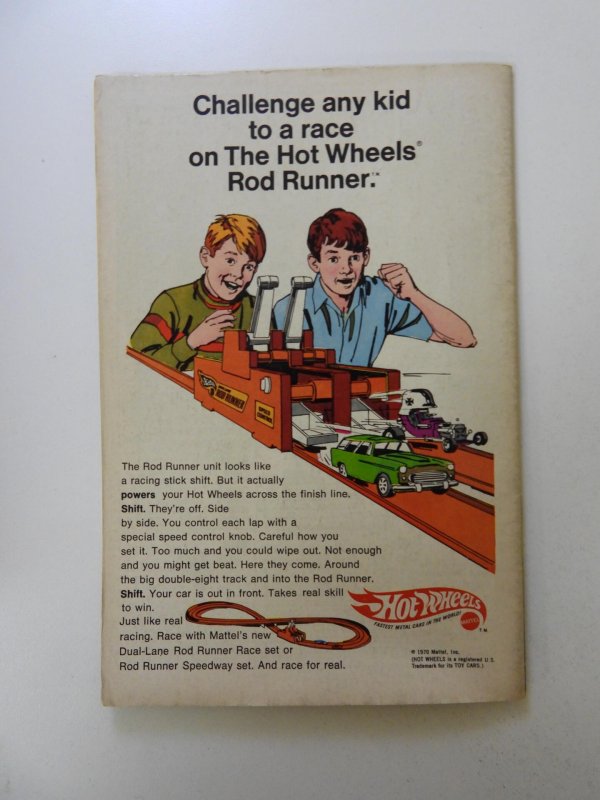 Challenge any kid
to a race
on The Hot Wheels®
Rod Runner.™
ROD RUNNER
SPEED
CONTROL
The Rod Runner unit looks like
a racing stick shift. But it actually
powers your Hot Wheels across the finish line.
Shift. They're off. Side
by side. You control each lap with a
special speed control knob. Careful how you
set it. Too much and you could wipe out. Not enough
and you might get beat. Here they come. Around
the big double-eight track and into the Rod Runner.
Shift. Your car is out in front. Takes real skill
to win.
Just like real
racing. Race with Mattel's new
Dual-Lane Rod Runner Race set or
Rod Runner Speedway set. And race for real.
HOT WHEELS
FASTEST METAL CARS IN THE WORLD!
MATTEL
T.M.
© 1970 Mattel, Inc.
(HOT WHEELS is a registered U.S.
Trademark for its TOY CARS.)